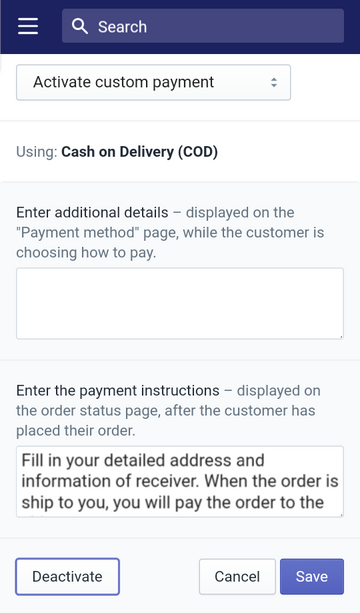 Search
Activate custom payment
Using: Cash on Delivery (COD)
Enter additional details – displayed on the
"Payment method" page, while the customer is
choosing how to pay.
Enter the payment instructions – displayed on
the order status page, after the customer has
placed their order.
Fill in your detailed address and
information of receiver. When the order is
ship to you, you will pay the order to the
Deactivate
Cancel
Save